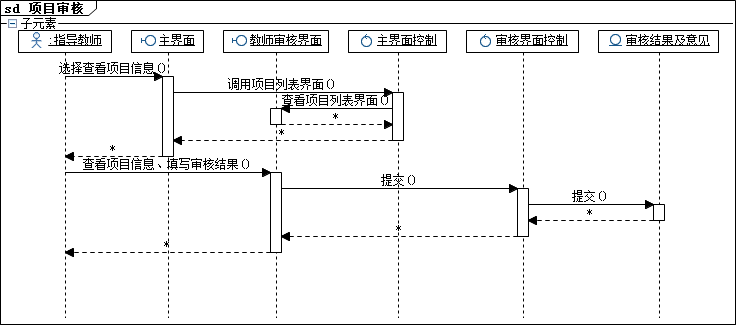 sd 项目审核
子元素
:指导教师
主界面
教师审核界面
主界面控制
审核界面控制
审核结果及意见
选择查看项目信息()
调用项目列表界面()
查看项目列表界面()
*
*
*
查看项目信息、填写审核结果()
提交()
提交()
*
*
*